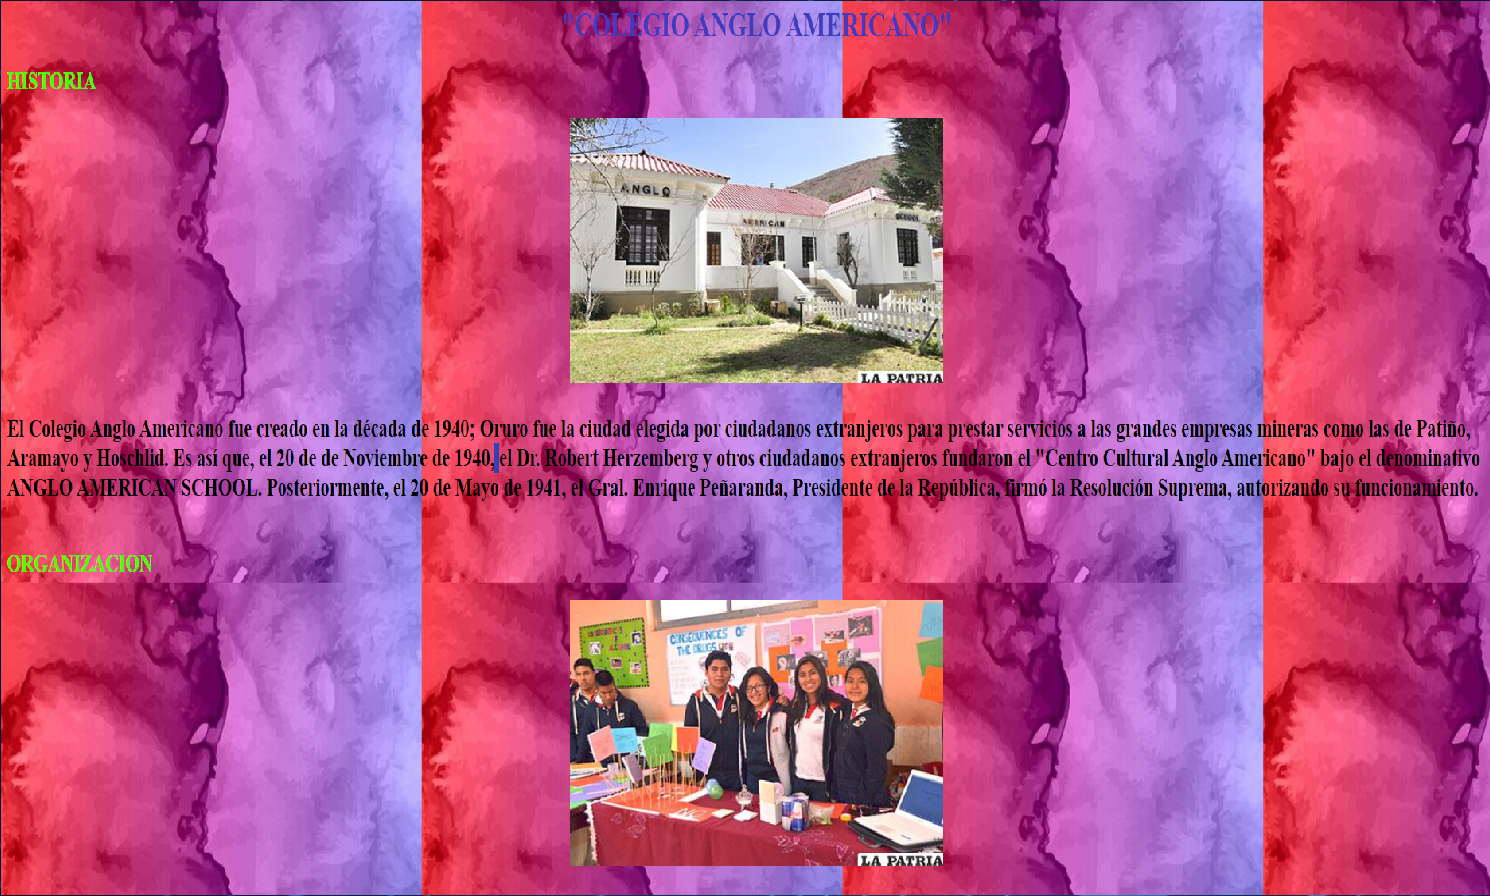 "COLEGIO ANGLO AMERICANO"
HISTORIA
ANGLO
AMERICAN
SCHOOL
LA PATRIA
El Colegio Anglo Americano fue creado en la década de 1940; Oruro fue la ciudad elegida por ciudadanos extranjeros para prestar servicios a las grandes empresas mineras como las de Patiño,
Aramayo y Hoschlid. Es así que, el 20 de de Noviembre de 1940, el Dr. Robert Herzemberg y otros ciudadanos extranjeros fundaron el "Centro Cultural Anglo Americano" bajo el denominativo
ANGLO AMERICAN SCHOOL. Posteriormente, el 20 de Mayo de 1941, el Gral. Enrique Peñaranda, Presidente de la República, firmó la Resolución Suprema, autorizando su funcionamiento.
ORGANIZACION
CONSEQUENCES OF
THE DRUGS
LA PATRIA